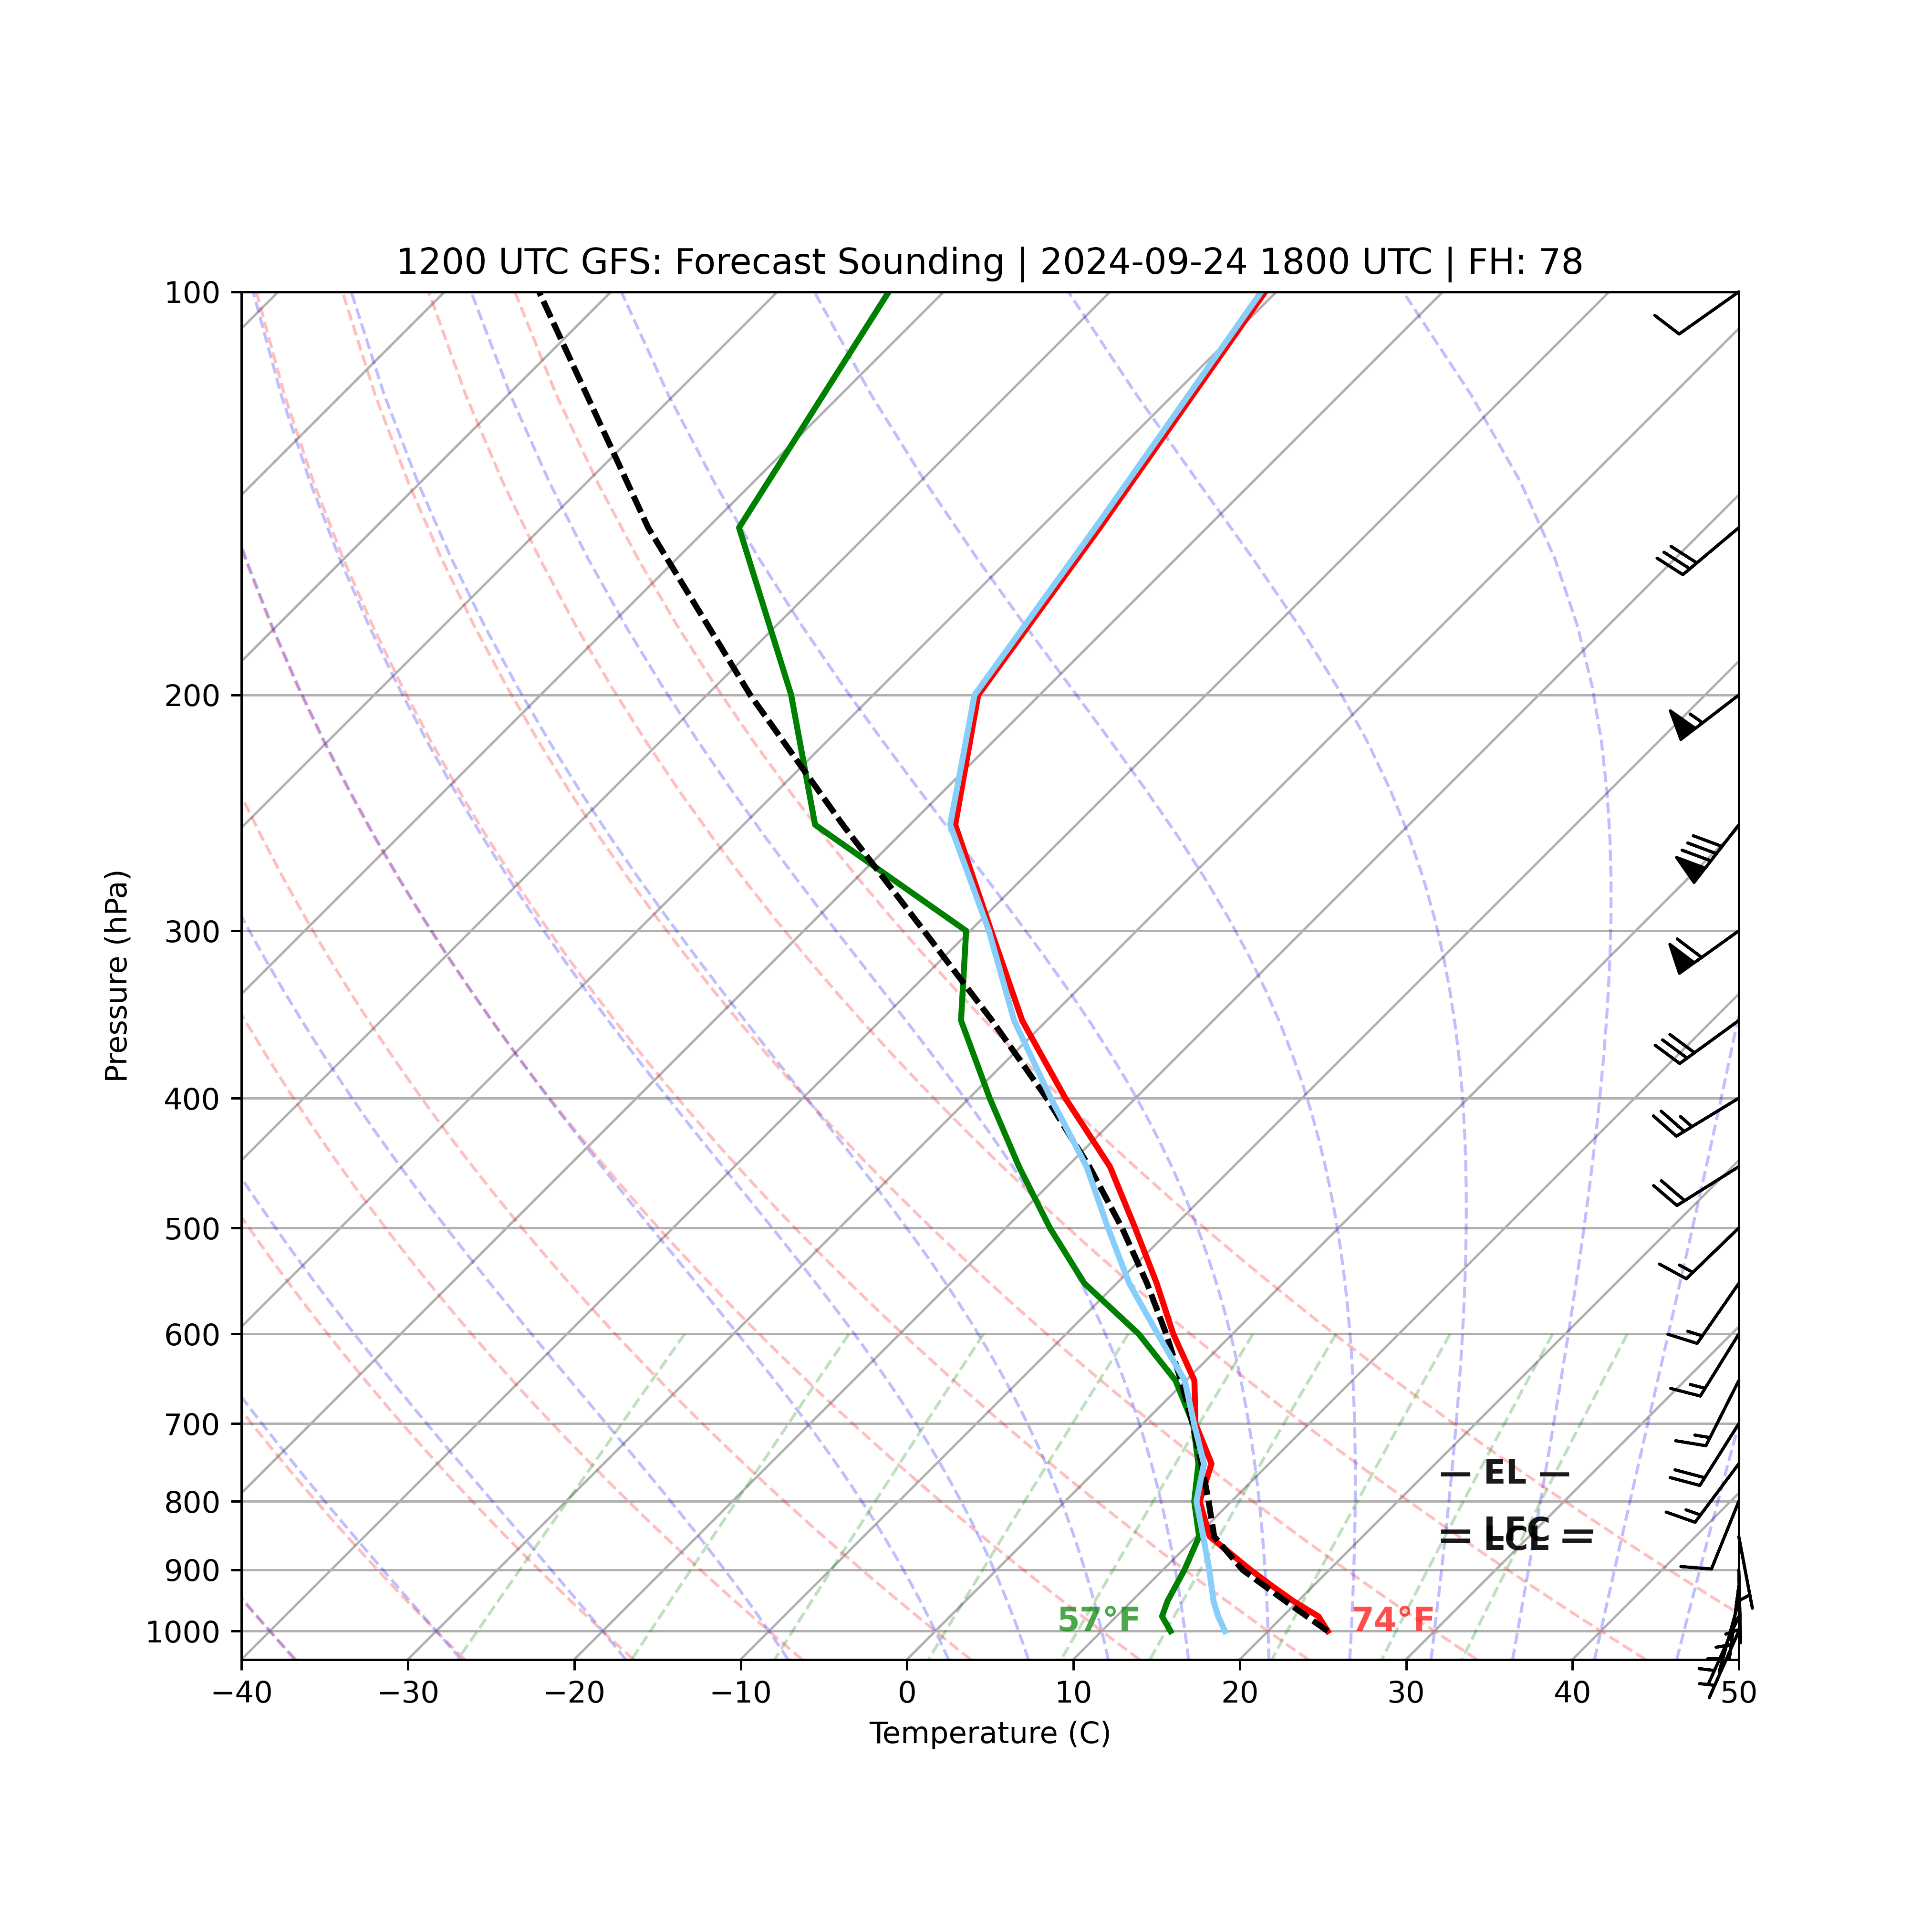 1200 UTC GFS: Forecast Sounding | 2024-09-24 1800 UTC | FH: 78
100
200
300
400
500
600
700
800
900
1000
Pressure (hPa)
— EL —
= LFC =
= LCL =
57°F
74°F
−40 −30 −20 −10 0 10 20 30 40 50
Temperature (C)